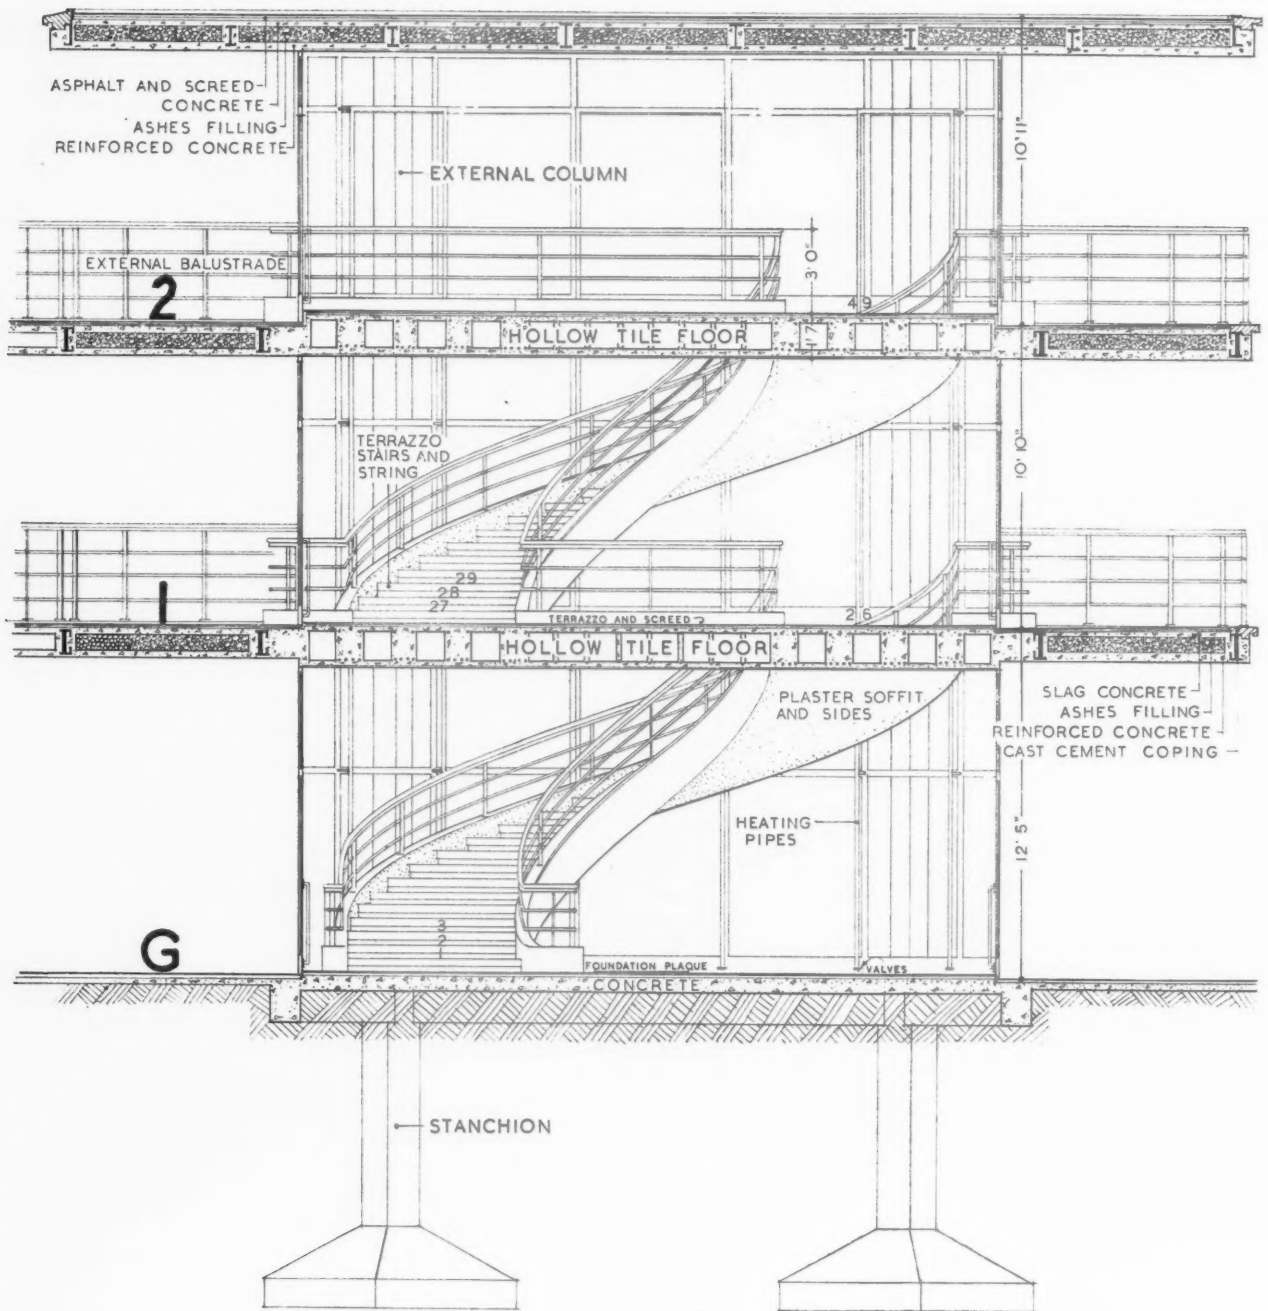 ASPHALT AND SCREED
CONCRETE
ASHES FILLING
REINFORCED CONCRETE
EXTERNAL COLUMN
10' 11"
EXTERNAL BALUSTRADE
2
3' 0"
49
HOLLOW TILE FLOOR
1' 7"
TERRAZZO
STAIRS AND
STRING
10' 10"
29
28
27
1
26
TERRAZZO AND SCREED
HOLLOW TILE FLOOR
PLASTER SOFFIT
AND SIDES
SLAG CONCRETE
ASHES FILLING
REINFORCED CONCRETE
CAST CEMENT COPING
HEATING
PIPES
12' 5"
3
2
1
G
FOUNDATION PLAQUE
VALVES
CONCRETE
STANCHION